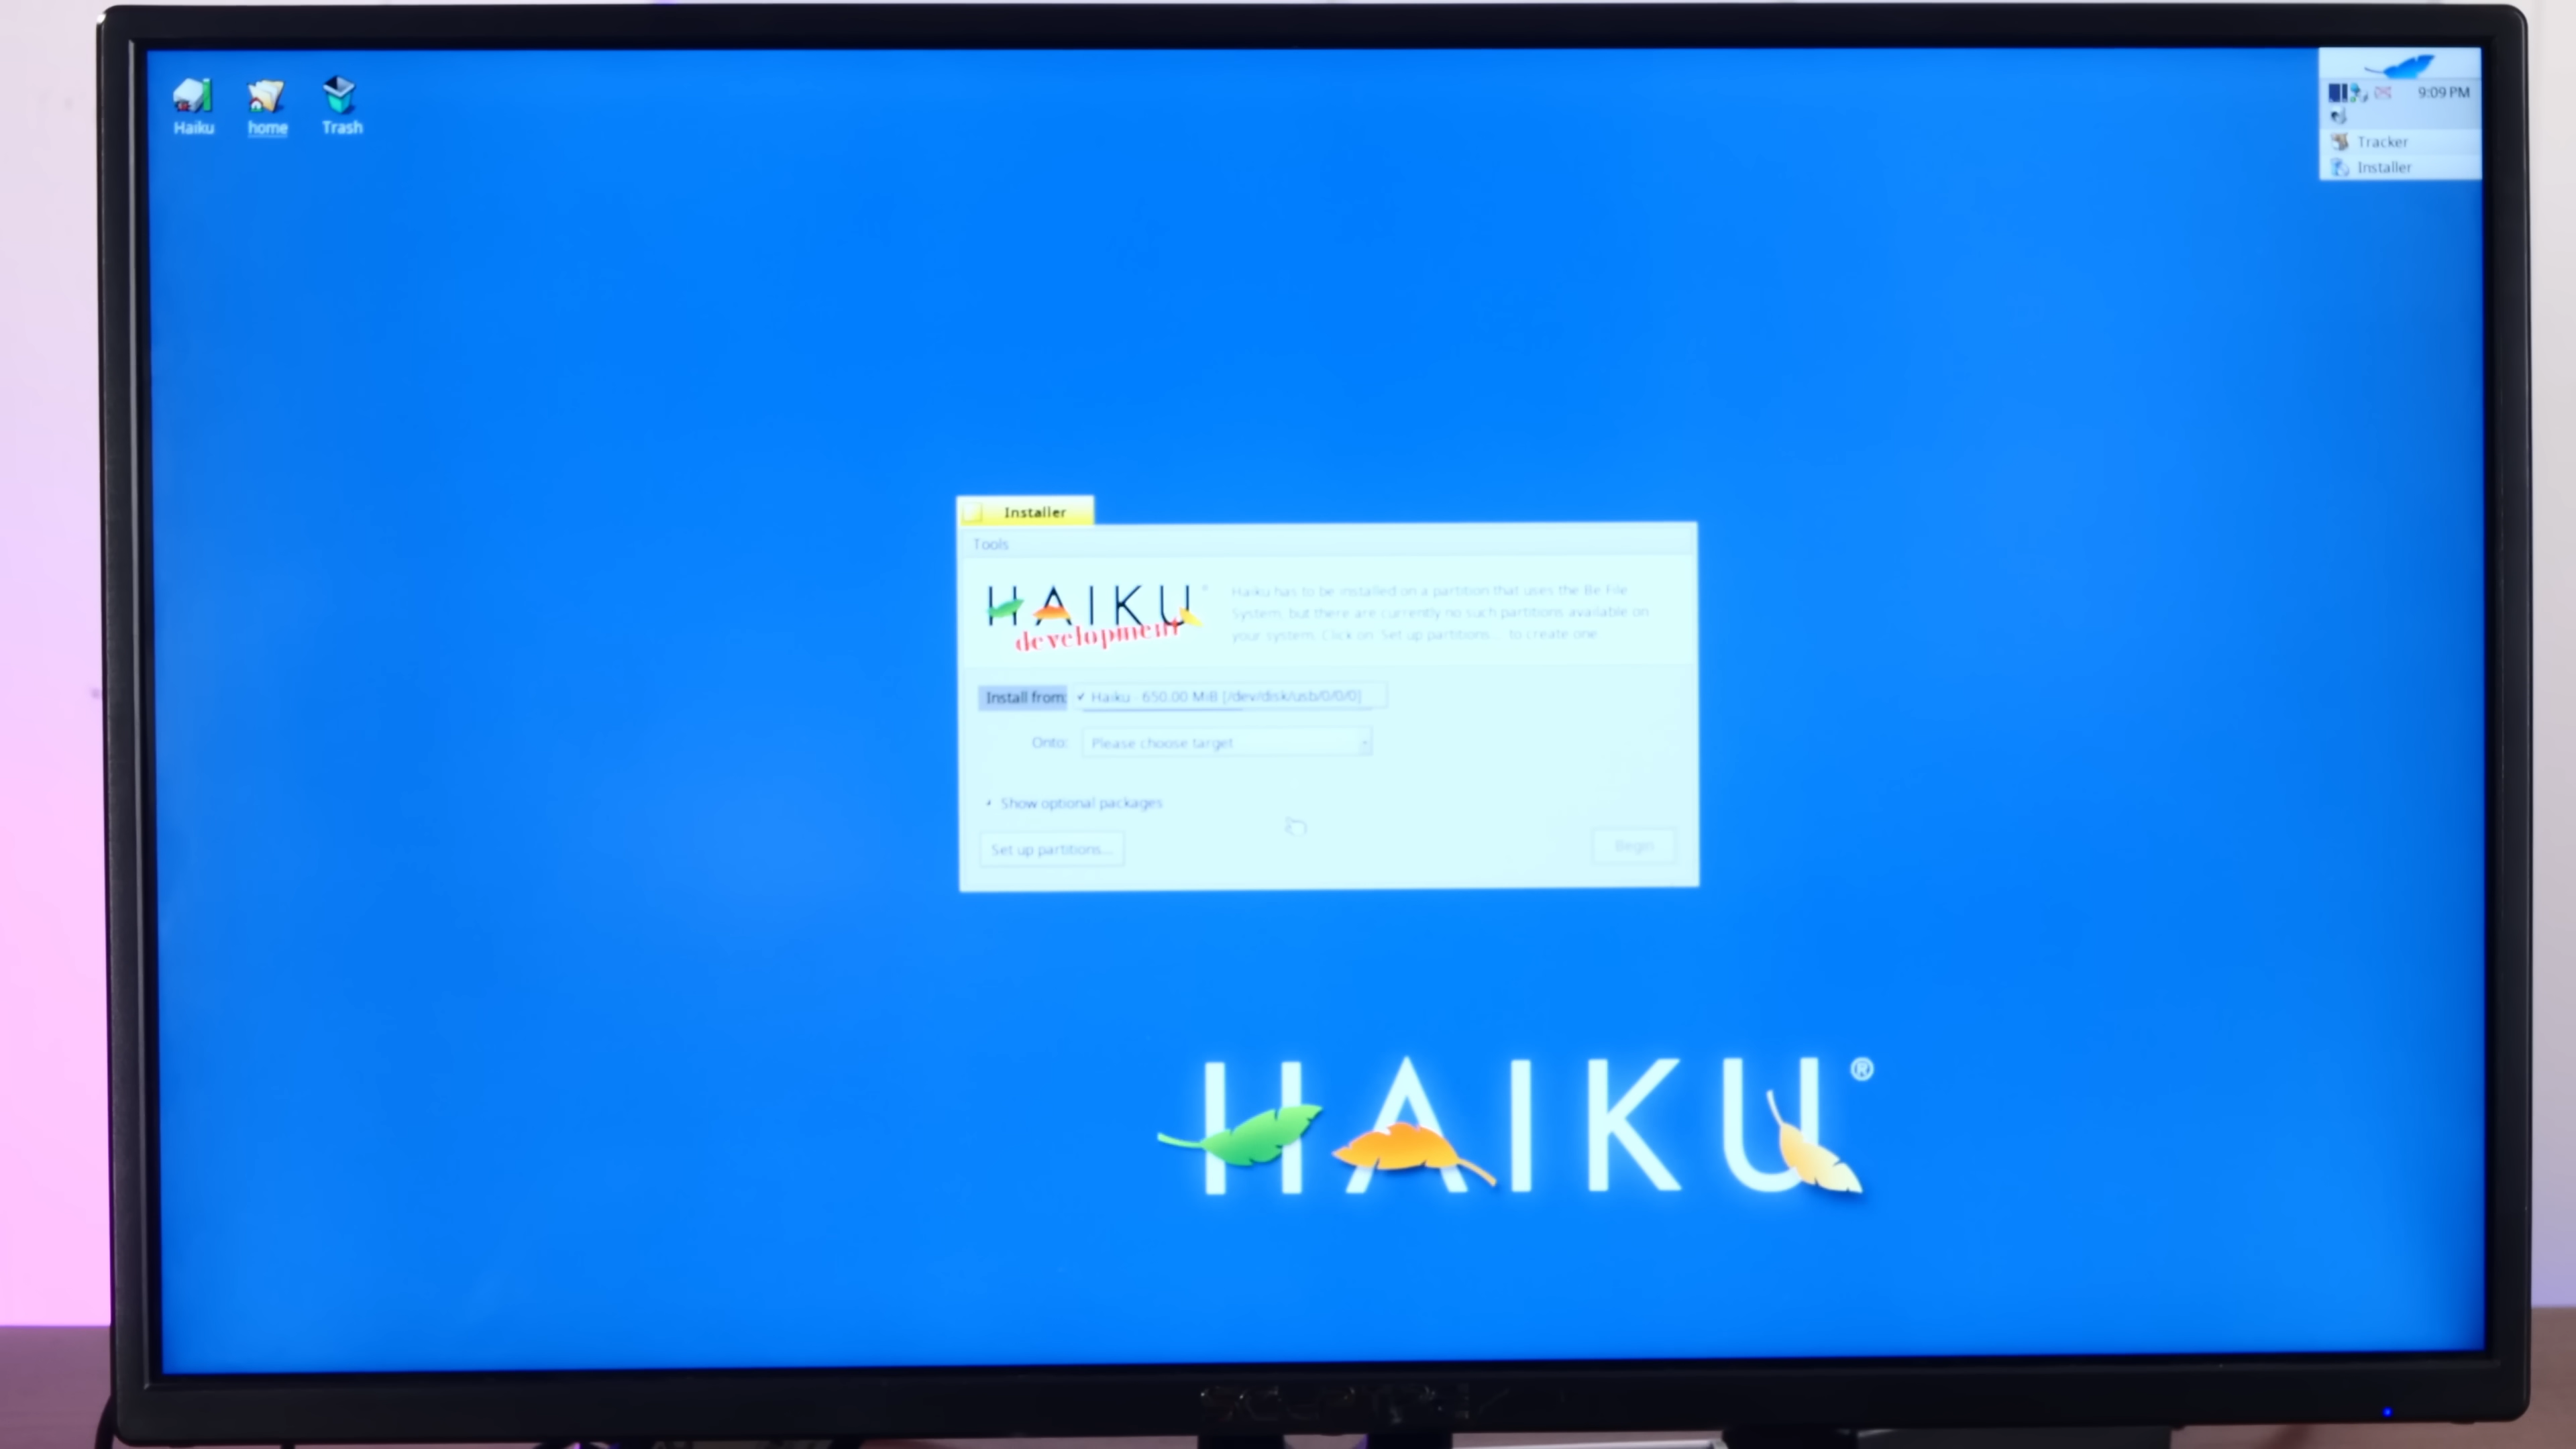 Haiku
home
Trash
9:09 PM
Tracker
Installer
Installer
Tools
HAIKU
development
Haiku has to be installed on a partition that uses the Be File
System, but there are currently no such partitions available on
your system. Click on 'Set up partitions...' to create one.
Install from:
✓ Haiku - 650.00 MiB [/dev/disk/usb/0/0/0]
Onto:
Please choose target
Show optional packages
Set up partitions...
Begin
HAIKU®
SCEPTRE